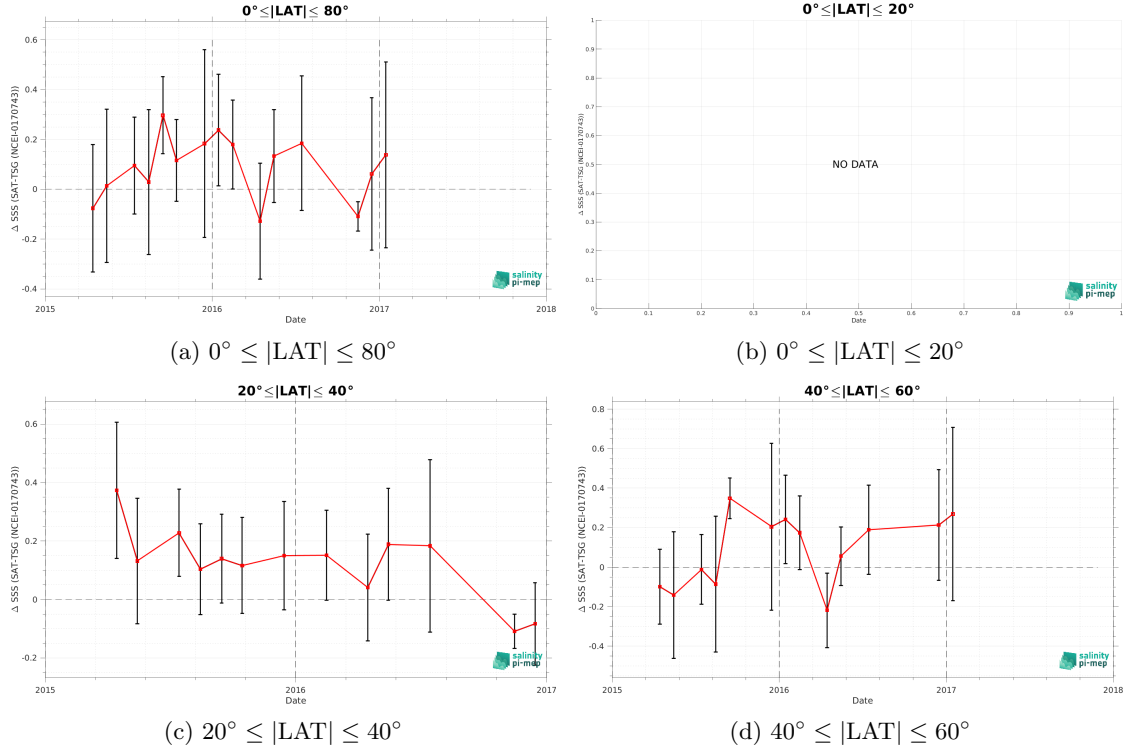 0°≤|LAT|≤ 80°
Δ SSS (SAT-TSG (NCEI-0170743))
0.6
0.4
0.2
0
-0.2
-0.4
2015
2016
2017
2018
Date
salinity
pi-mep
(a) 0° ≤ |LAT| ≤ 80°
0°≤|LAT|≤ 20°
Δ SSS (SAT-TSG (NCEI-0170743))
1
0.9
0.8
0.7
0.6
0.5
0.4
0.3
0.2
0.1
0
NO DATA
0
0.1
0.2
0.3
0.4
0.5
0.6
0.7
0.8
0.9
1
Date
salinity
pi-mep
(b) 0° ≤ |LAT| ≤ 20°
20°≤|LAT|≤ 40°
Δ SSS (SAT-TSG (NCEI-0170743))
0.6
0.4
0.2
0
-0.2
2015
2016
2017
Date
salinity
pi-mep
(c) 20° ≤ |LAT| ≤ 40°
40°≤|LAT|≤ 60°
Δ SSS (SAT-TSG (NCEI-0170743))
0.8
0.6
0.4
0.2
0
-0.2
-0.4
2015
2016
2017
2018
Date
salinity
pi-mep
(d) 40° ≤ |LAT| ≤ 60°